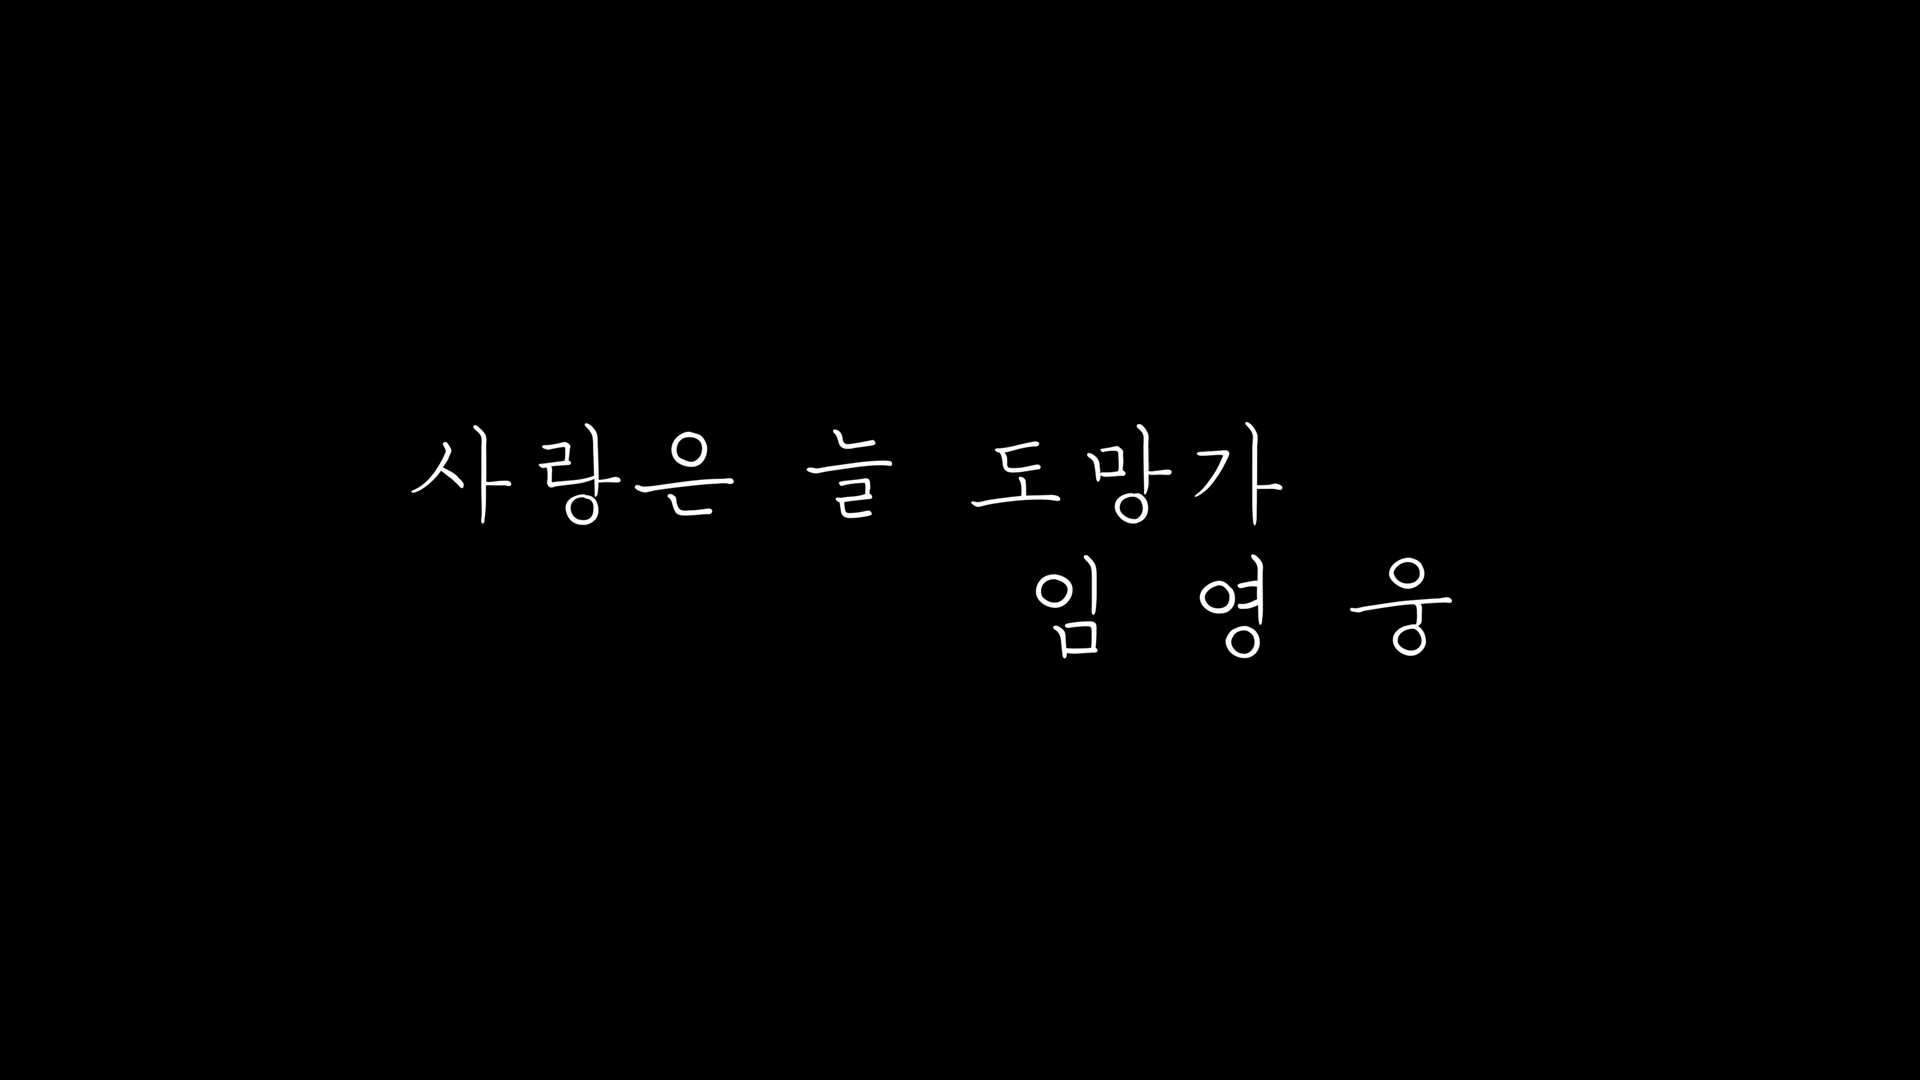 사랑은 늘 도망가
임 영 웅